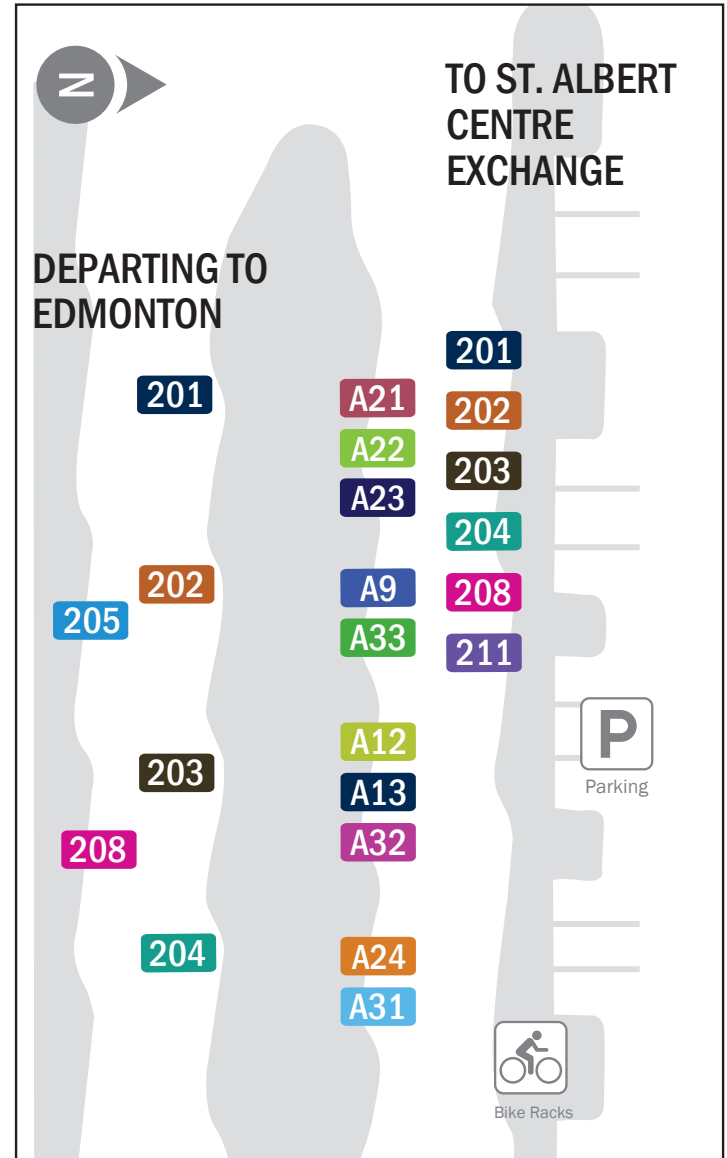 N
TO ST. ALBERT
CENTRE
EXCHANGE
DEPARTING TO
EDMONTON
201
202
205
203
208
204
A21
A22
A23
A9
A33
A12
A13
A32
A24
A31
201
202
203
204
208
211
P
Parking
Bike Racks